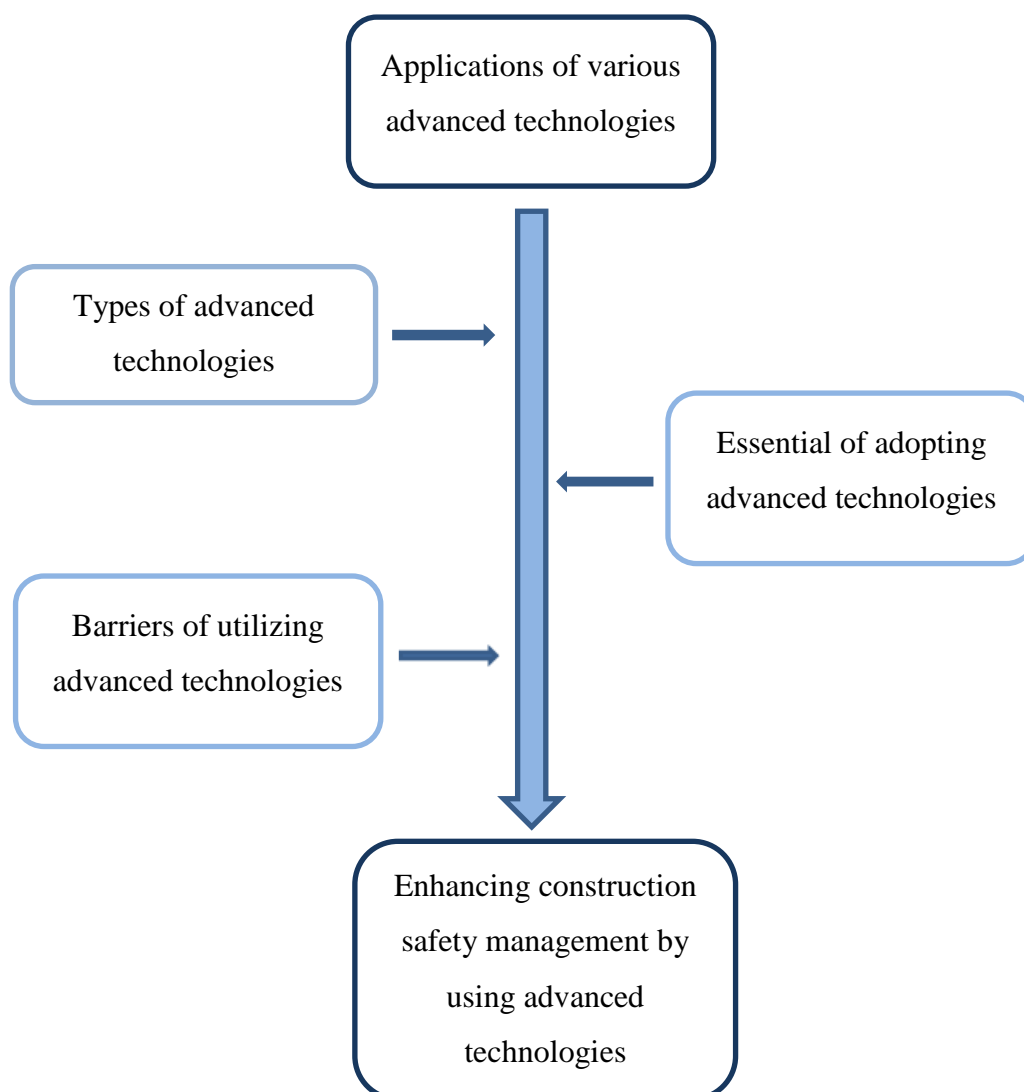 Applications of various
advanced technologies
Types of advanced
technologies
Essential of adopting
advanced technologies
Barriers of utilizing
advanced technologies
Enhancing construction
safety management by
using advanced
technologies